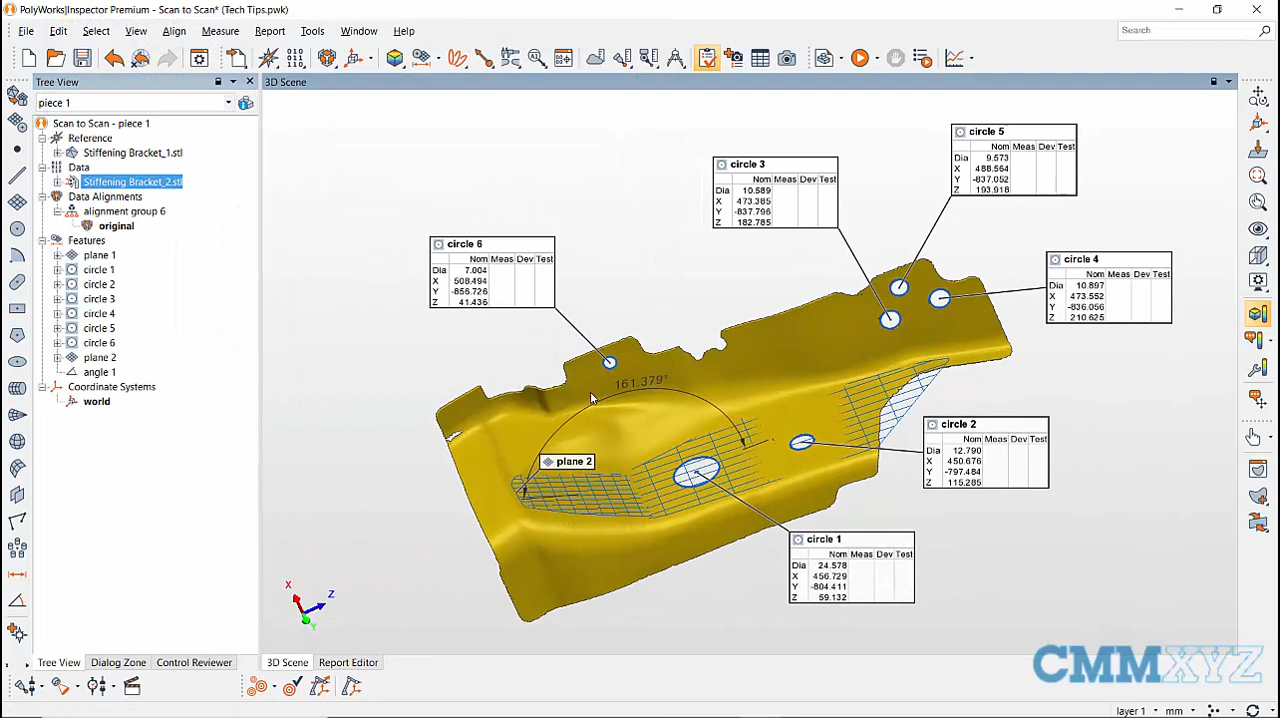 PolyWorks|Inspector Premium - Scan to Scan* (Tech Tips.pwk)
File Edit Select View Align Measure Report Tools Window Help
Search
Tree View
3D Scene
piece 1
Scan to Scan - piece 1
Reference
Stiffening Bracket_1.stl
Data
Stiffening Bracket_2.stl
Data Alignments
alignment group 6
original
Features
plane 1
circle 1
circle 2
circle 3
circle 4
circle 5
circle 6
plane 2
angle 1
Coordinate Systems
world
circle 5
Nom Meas Dev Test
Dia 9.573
X 488.564
Y -837.052
Z 193.918
circle 3
Nom Meas Dev Test
Dia 10.589
X 473.385
Y -837.796
Z 182.785
circle 6
Nom Meas Dev Test
Dia 7.004
X 508.494
Y -856.726
Z 41.436
circle 4
Nom Meas Dev Test
Dia 10.897
X 473.552
Y -836.056
Z 210.625
161.379°
plane 2
circle 2
Nom Meas Dev Test
Dia 12.790
X 450.676
Y -797.484
Z 115.285
circle 1
Nom Meas Dev Test
Dia 24.578
X 456.729
Y -804.411
Z 59.132
X
Z
Y
CMMXYZ
Tree View Dialog Zone Control Reviewer
3D Scene Report Editor
layer 1 mm